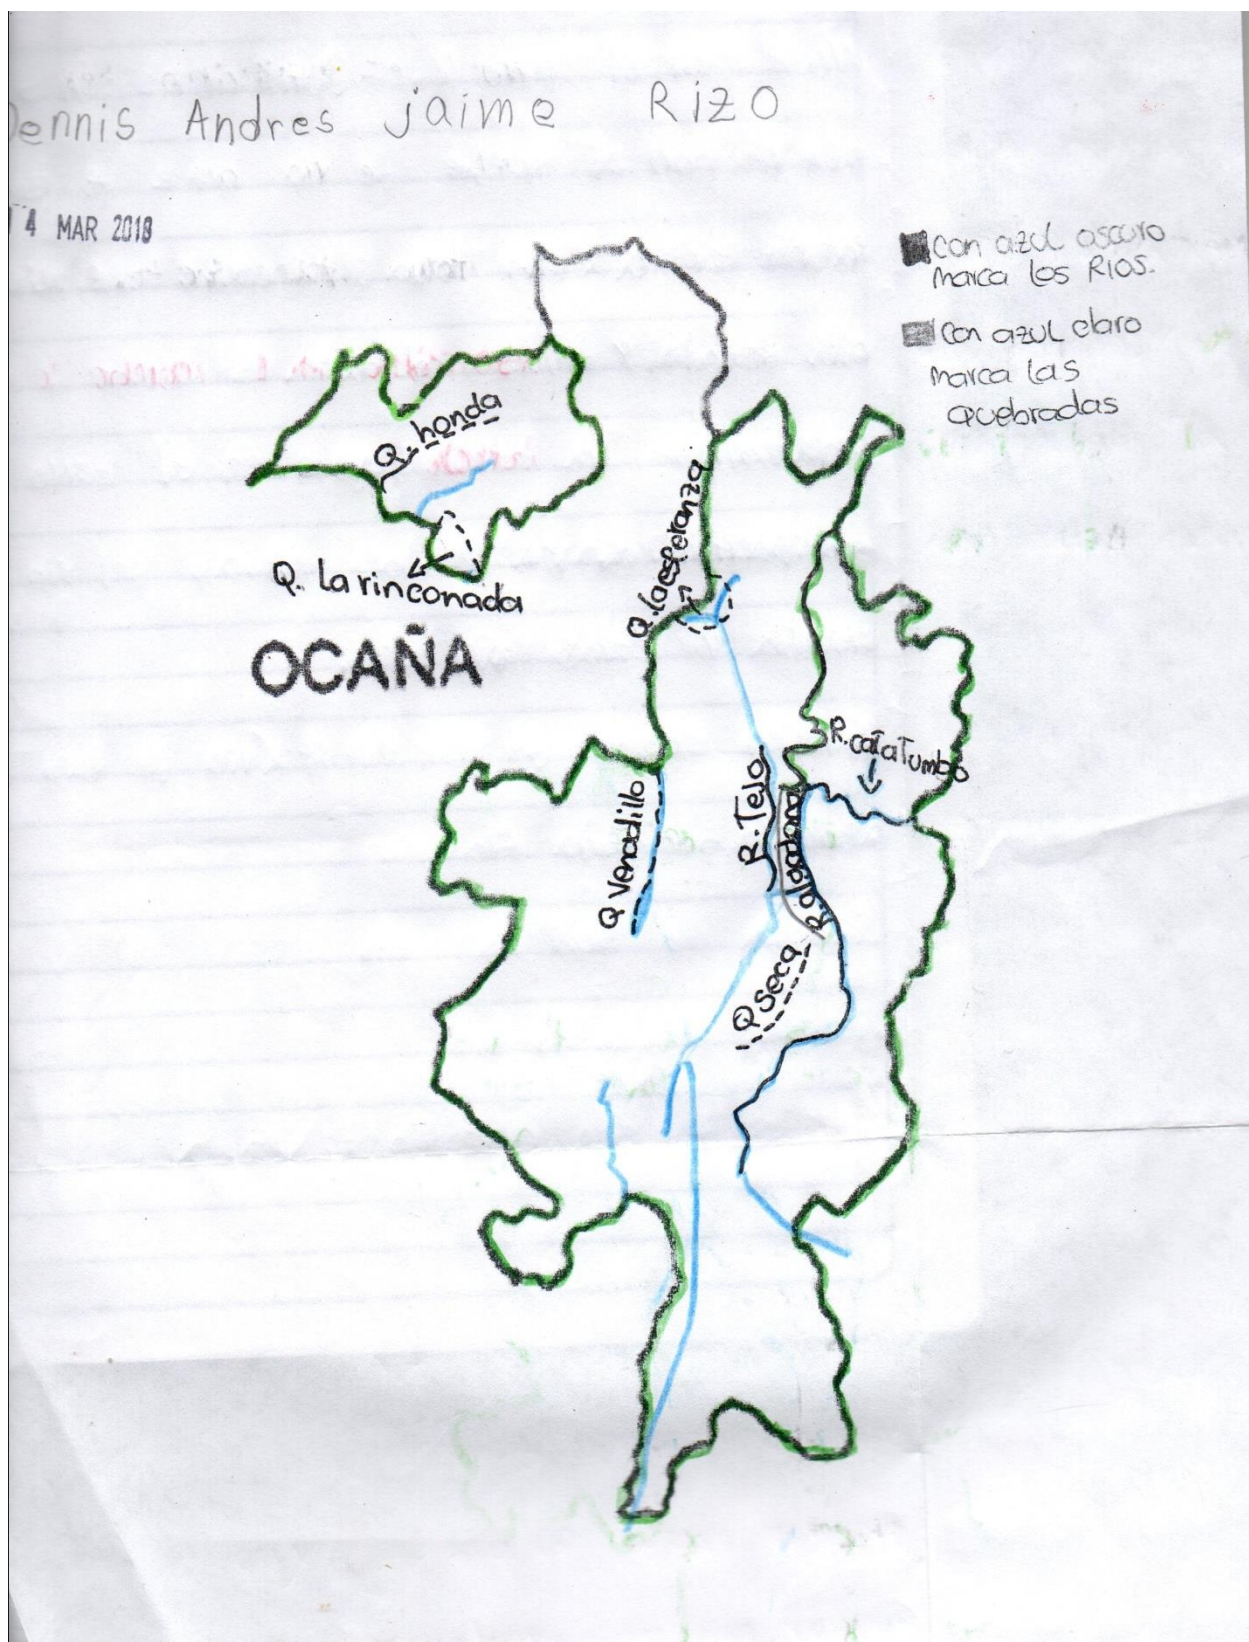 Dennis Andres jaime Rizo
14 MAR 2018
con azul oscuro
marca los Rios.
con azul claro
marca las
quebradas
Q. honda
Q. la rinconada
OCAÑA
Q. la esperanza
R. catatumbo
Q Venadillo
R. Tejo
R. algodonal
Q seca